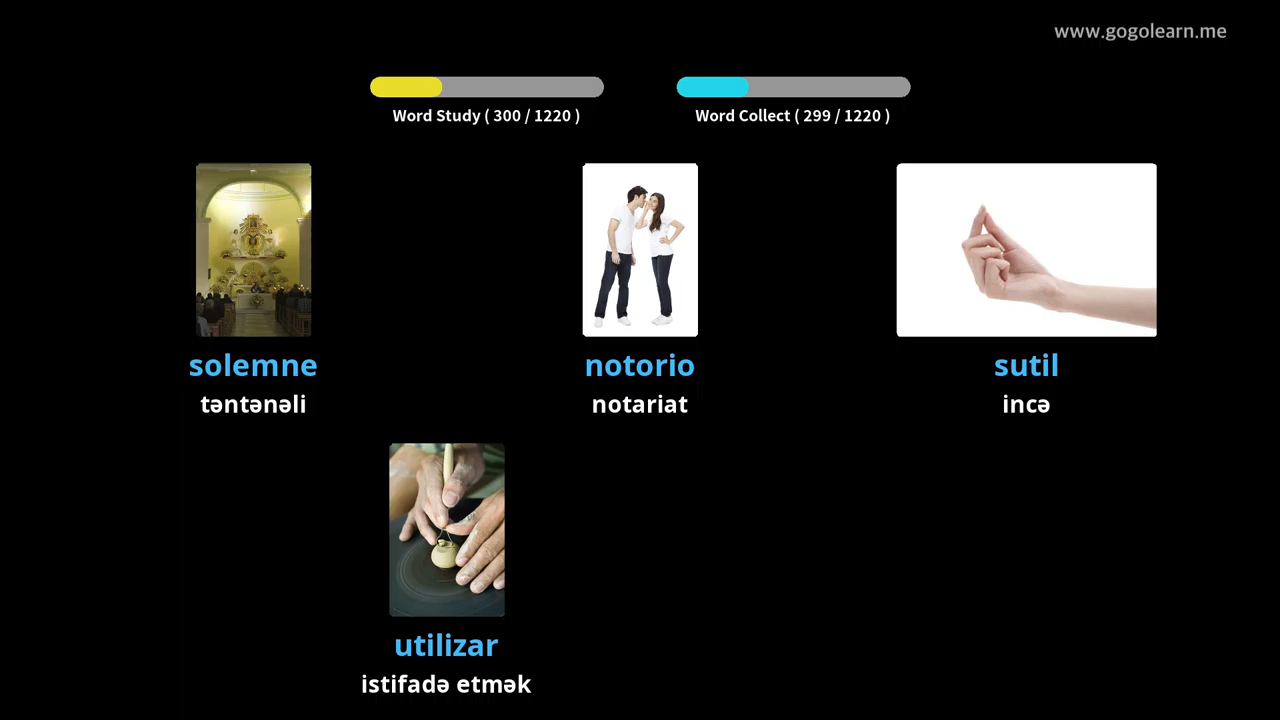 www.gogolearn.me
Word Study ( 300 / 1220 )
Word Collect ( 299 / 1220 )
solemne
təntənəli
notorio
notariat
sutil
incə
utilizar
istifadə etmək